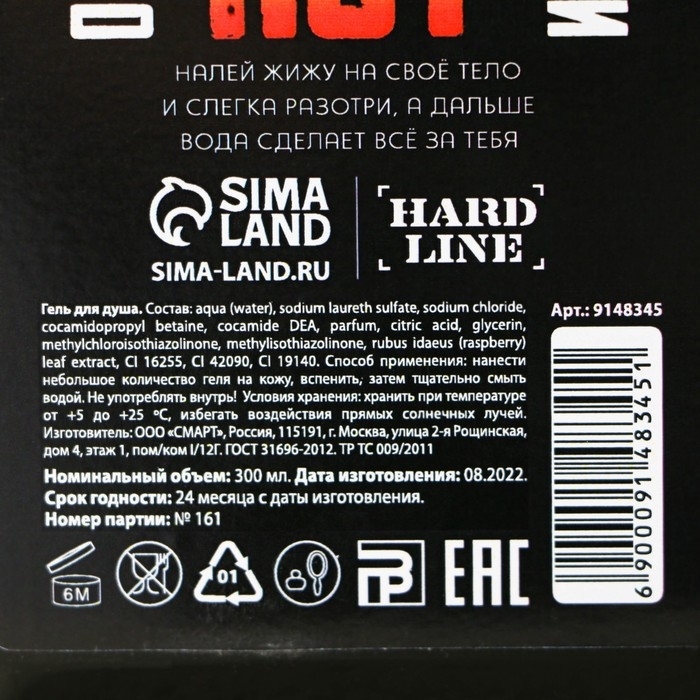 НАЛЕЙ ЖИЖУ НА СВОЁ ТЕЛО
И СЛЕГКА РАЗОТРИ, А ДАЛЬШЕ
ВОДА СДЕЛАЕТ ВСЁ ЗА ТЕБЯ
SIMA
LAND
SIMA-LAND.RU
HARD
LINE
Гель для душа. Состав: aqua (water), sodium laureth sulfate, sodium chloride,
cocamidopropyl betaine, cocamide DEA, parfum, citric acid, glycerin,
methylchloroisothiazolinone, methylisothiazolinone, rubus idaeus (raspberry)
leaf extract, CI 16255, CI 42090, CI 19140. Способ применения: нанести
небольшое количество геля на кожу, вспенить, затем тщательно смыть
водой. Не употреблять внутрь! Условия хранения: хранить при температуре
от +5 до +25 ºС, избегать воздействия прямых солнечных лучей.
Изготовитель: ООО «СМАРТ», Россия, 115191, г. Москва, улица 2-я Рощинская,
дом 4, этаж 1, пом/ком I/12Г. ГОСТ 31696-2012. ТР ТС 009/2011
Номинальный объем: 300 мл. Дата изготовления: 08.2022.
Срок годности: 24 месяца с даты изготовления.
Номер партии: № 161
6М
01
EAC
Арт.: 9148345
6 900091 483451